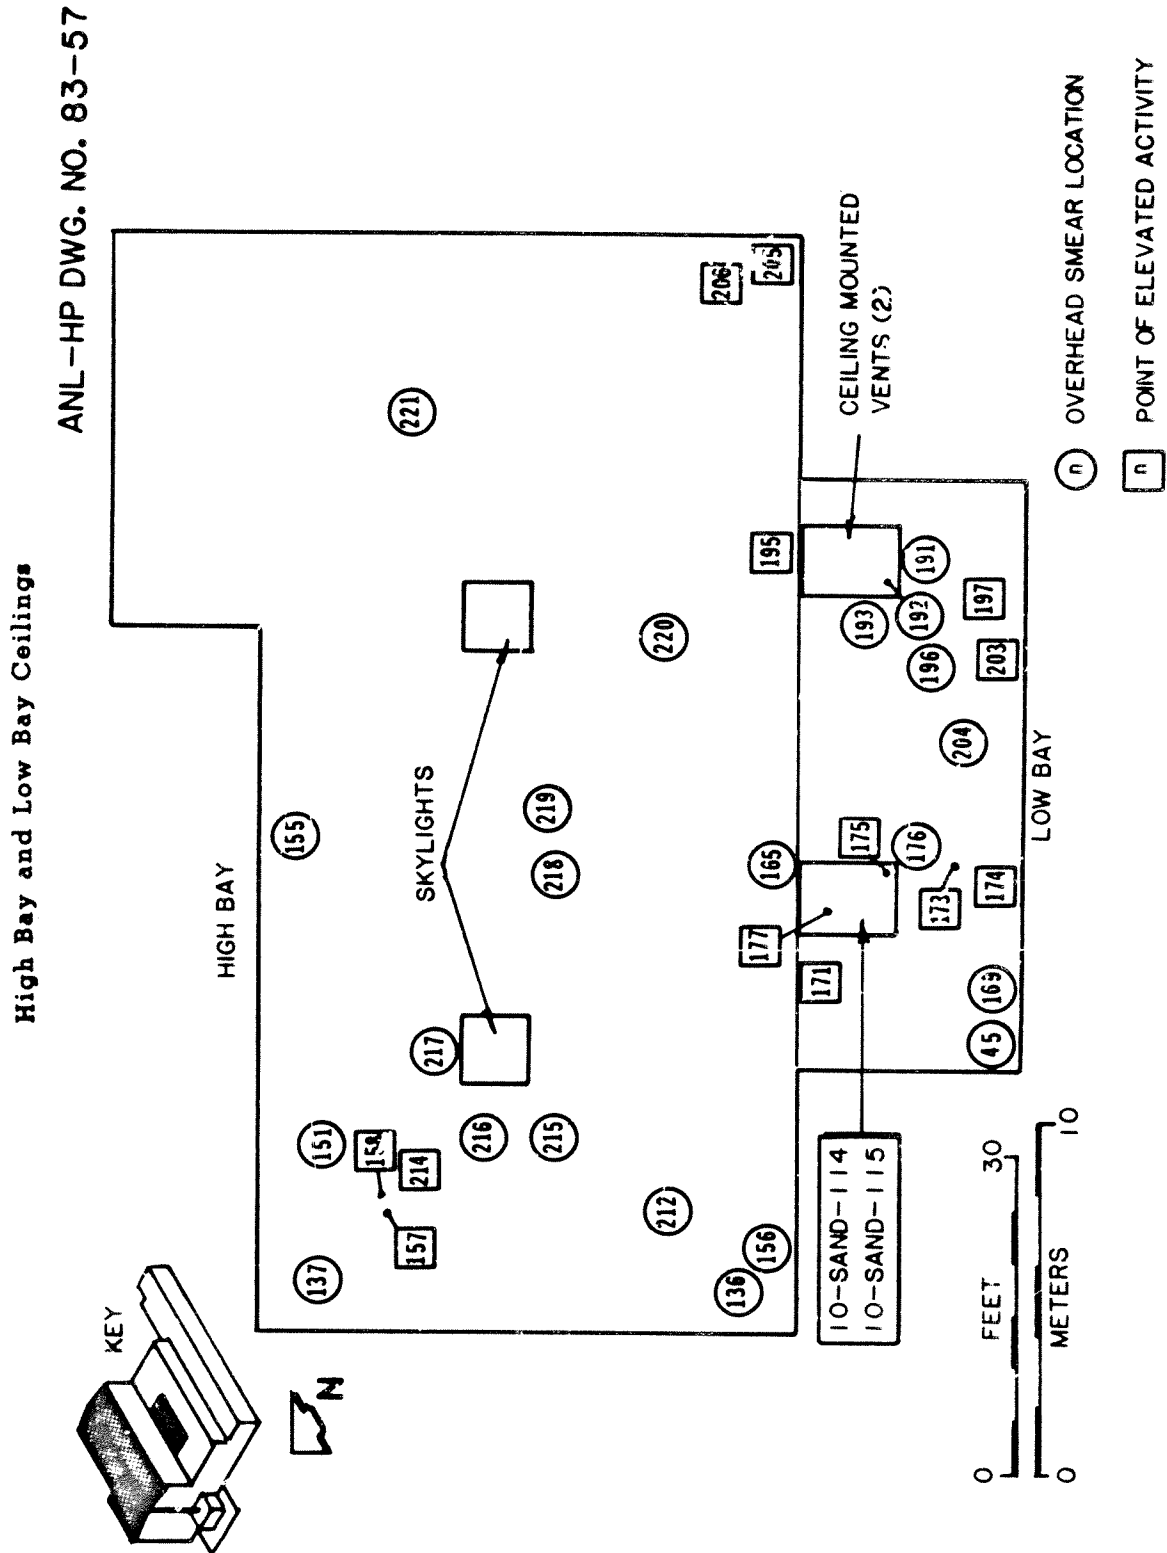 High Bay and Low Bay Ceilings
ANL-HP DWG. NO. 83-57
KEY
N
HIGH BAY
137
151
155
157
158
214
217
216
215
SKYLIGHTS
218
219
221
212
220
136
156
206
205
177
165
195
171
175
176
173
174
45
169
204
193
192
191
196
203
197
10-SAND-114
10-SAND-115
CEILING MOUNTED
VENTS (2)
LOW BAY
0 FEET 30
0 METERS 10
n OVERHEAD SMEAR LOCATION
n POINT OF ELEVATED ACTIVITY